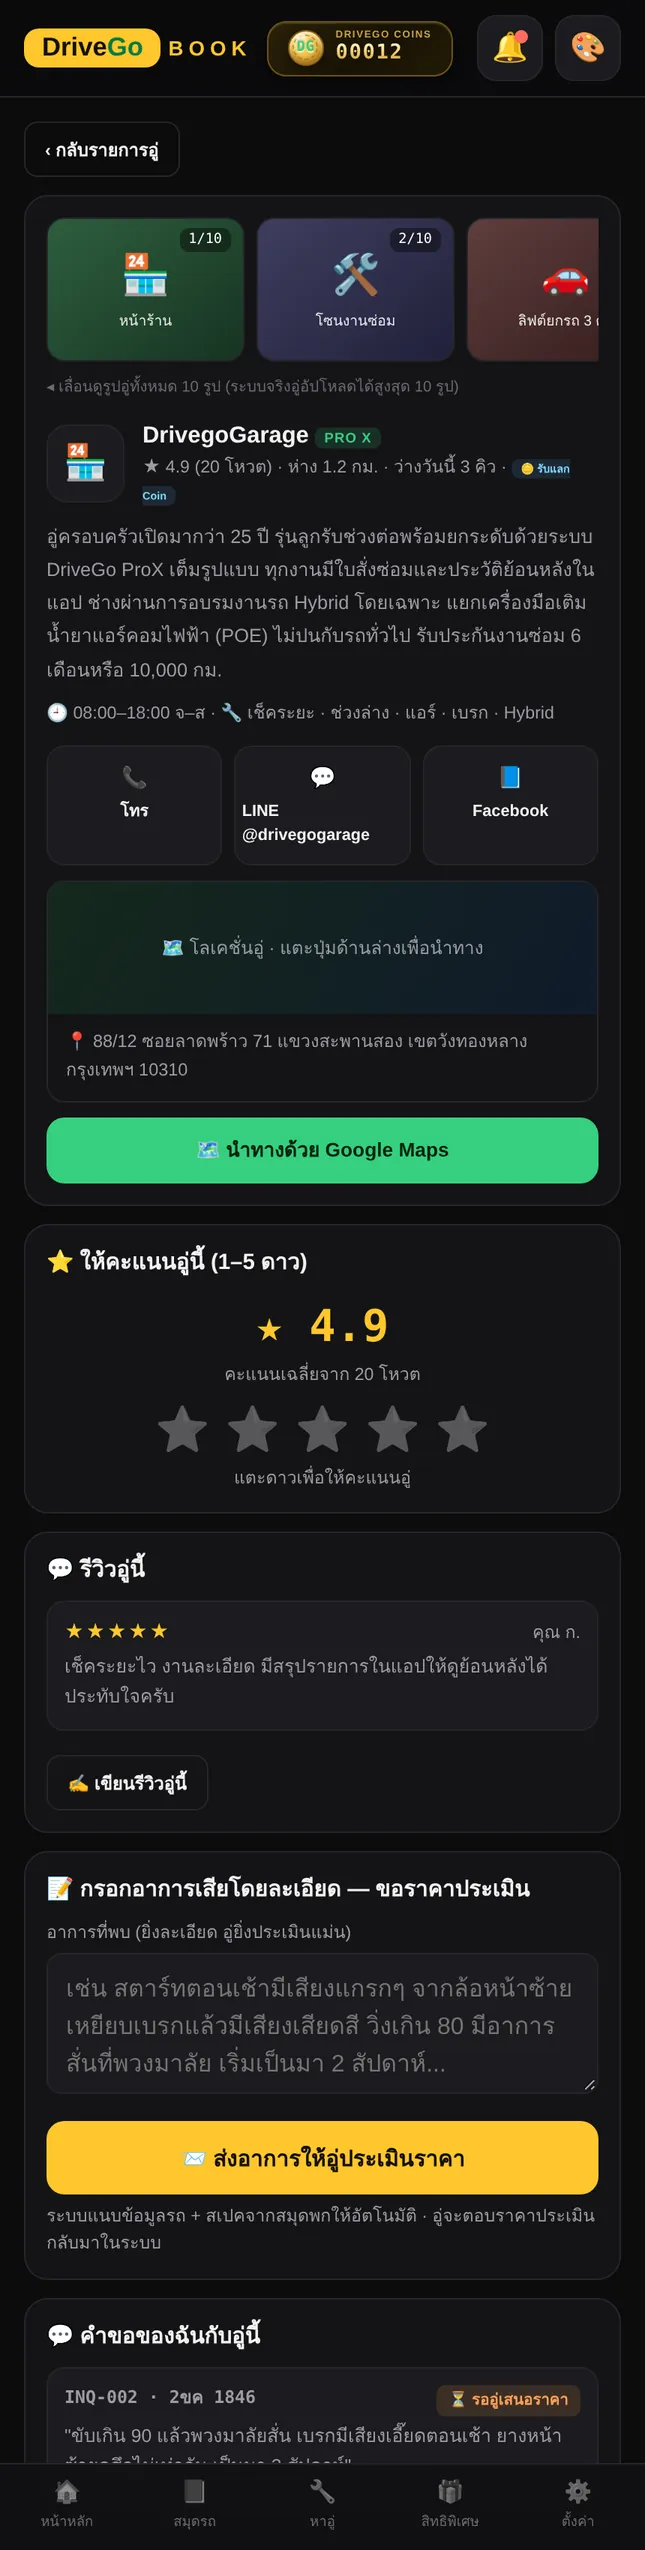 DriveGo BOOK
DG
DRIVEGO COINS
00012
‹ กลับรายการอู่
1/10
24
หน้าร้าน
2/10
โซนงานซ่อม
ลิฟต์ยกรถ 3
◂ เลื่อนดูรูปอู่ทั้งหมด 10 รูป (ระบบจริงอู่อัปโหลดได้สูงสุด 10 รูป)
24
DrivegoGarage PRO X
★ 4.9 (20 โหวต) · ห่าง 1.2 กม. · ว่างวันนี้ 3 คิว · 🪙 รับแลก
Coin
อู่ครอบครัวเปิดมากว่า 25 ปี รุ่นลูกรับช่วงต่อพร้อมยกระดับด้วยระบบ
DriveGo ProX เต็มรูปแบบ ทุกงานมีใบสั่งซ่อมและประวัติย้อนหลังใน
แอป ช่างผ่านการอบรมงานรถ Hybrid โดยเฉพาะ แยกเครื่องมือเติม
น้ำยาแอร์คอมไฟฟ้า (POE) ไม่ปนกับรถทั่วไป รับประกันงานซ่อม 6
เดือนหรือ 10,000 กม.
🕘 08:00–18:00 จ–ส · 🔧 เช็คระยะ · ช่วงล่าง · แอร์ · เบรก · Hybrid
📞
โทร
💬
LINE
@drivegogarage
📘
Facebook
🗺️ โลเคชั่นอู่ · แตะปุ่มด้านล่างเพื่อนำทาง
📍 88/12 ซอยลาดพร้าว 71 แขวงสะพานสอง เขตวังทองหลาง
กรุงเทพฯ 10310
🗺️ นำทางด้วย Google Maps
⭐ ให้คะแนนอู่นี้ (1–5 ดาว)
★ 4.9
คะแนนเฉลี่ยจาก 20 โหวต
แตะดาวเพื่อให้คะแนนอู่
💬 รีวิวอู่นี้
★★★★★
คุณ ก.
เช็คระยะไว งานละเอียด มีสรุปรายการในแอปให้ดูย้อนหลังได้
ประทับใจครับ
✍️ เขียนรีวิวอู่นี้
📝 กรอกอาการเสียโดยละเอียด — ขอราคาประเมิน
อาการที่พบ (ยิ่งละเอียด อู่ยิ่งประเมินแม่น)
เช่น สตาร์ทตอนเช้ามีเสียงแกรกๆ จากล้อหน้าซ้าย
เหยียบเบรกแล้วมีเสียงเสียดสี วิ่งเกิน 80 มีอาการ
สั่นที่พวงมาลัย เริ่มเป็นมา 2 สัปดาห์...
📨 ส่งอาการให้อู่ประเมินราคา
ระบบแนบข้อมูลรถ + สเปคจากสมุดพกให้อัตโนมัติ · อู่จะตอบราคาประเมิน
กลับมาในระบบ
💬 คำขอของฉันกับอู่นี้
INQ-002 · 2ขค 1846
⏳ รออู่เสนอราคา
"ขับเกิน 90 แล้วพวงมาลัยสั่น เบรกมีเสียงเอี๊ยดตอนเช้า ยางหน้า
หน้าหลัก
สมุดรถ
หาอู่
สิทธิพิเศษ
ตั้งค่า